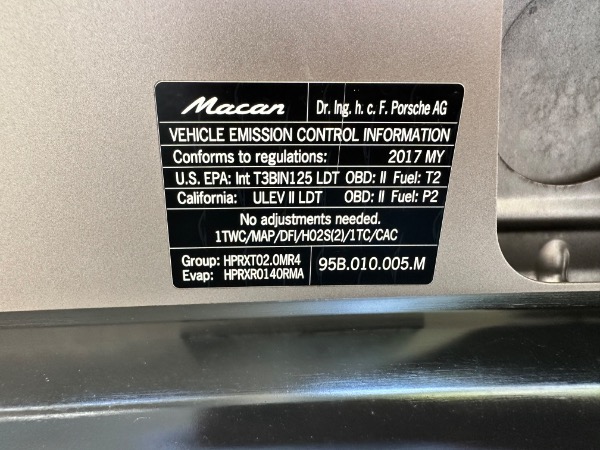 Macan Dr. Ing. h. c. F. Porsche AG
VEHICLE EMISSION CONTROL INFORMATION
Conforms to regulations: 2017 MY
U.S. EPA: Int T3BIN125 LDT OBD: II Fuel: T2
California: ULEV II LDT OBD: II Fuel: P2
No adjustments needed.
1TWC/MAP/DFI/HO2S(2)/1TC/CAC
Group: HPRXT02.0MR4
Evap: HPRXR0140RMA
95B.010.005.M